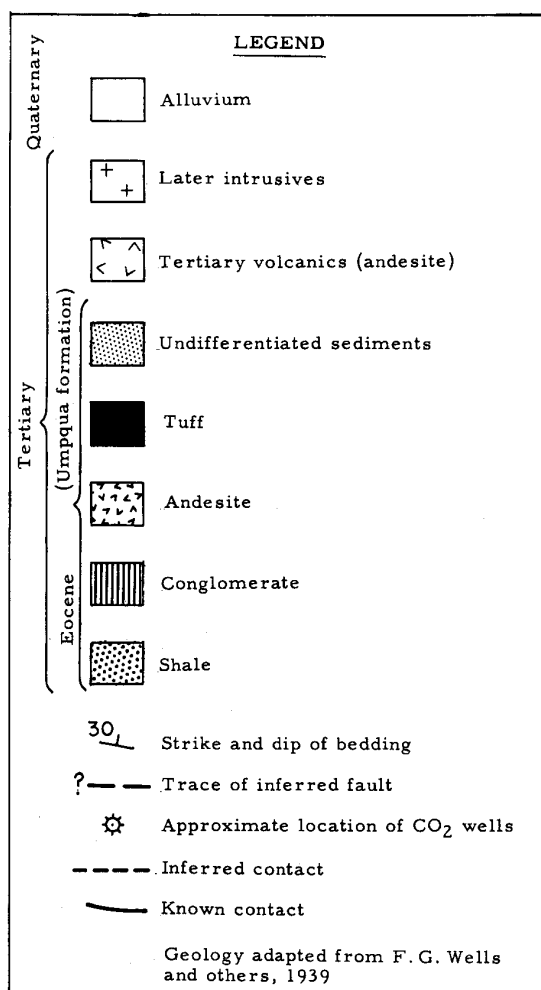 LEGEND
Quaternary
Alluvium
Later intrusives
Tertiary volcanics (andesite)
Tertiary
Eocene (Umpqua formation)
Undifferentiated sediments
Tuff
Andesite
Conglomerate
Shale
30
Strike and dip of bedding
? Trace of inferred fault
Approximate location of CO2 wells
Inferred contact
Known contact
Geology adapted from F. G. Wells
and others, 1939